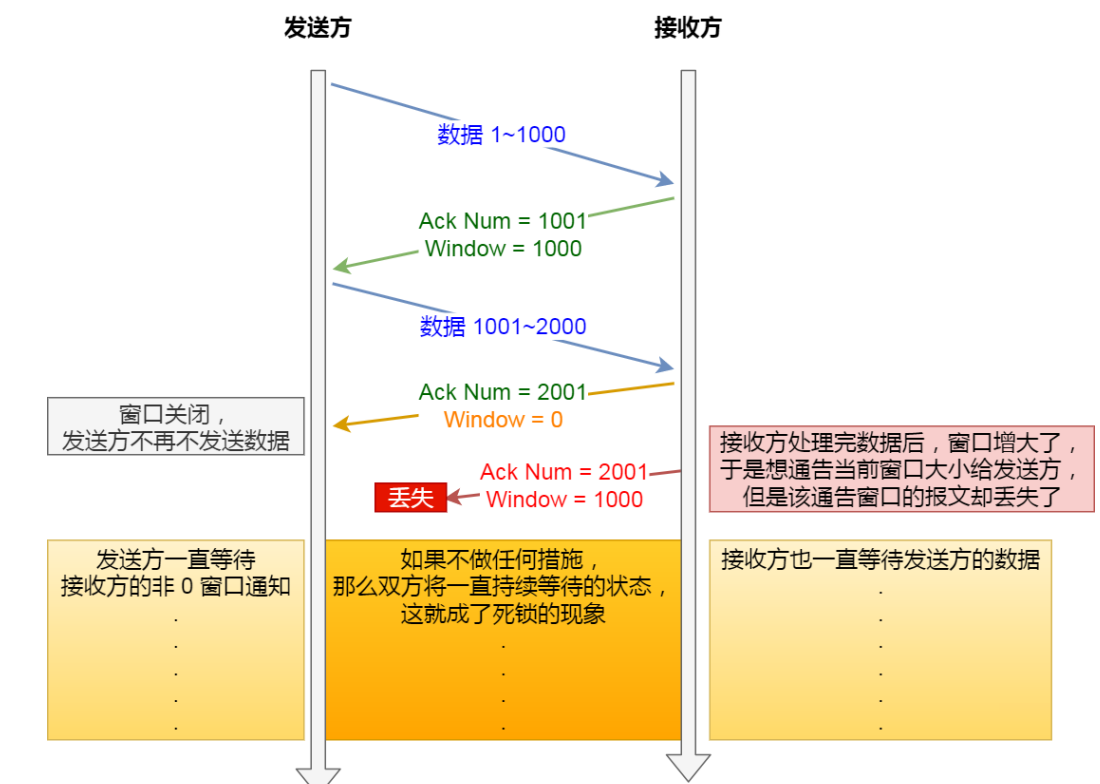 发送方
接收方
数据 1~1000
Ack Num = 1001
Window = 1000
数据 1001~2000
Ack Num = 2001
Window = 0
窗口关闭，
发送方不再不发送数据
接收方处理完数据后，窗口增大了，
于是想通告当前窗口大小给发送方，
但是该通告窗口的报文却丢失了
Ack Num = 2001
Window = 1000
丢失
发送方一直等待
接收方的非 0 窗口通知
.
.
.
.
.
如果不做任何措施，
那么双方将一直持续等待的状态，
这就成了死锁的现象
.
.
.
.
接收方也一直等待发送方的数据
.
.
.
.
.
.